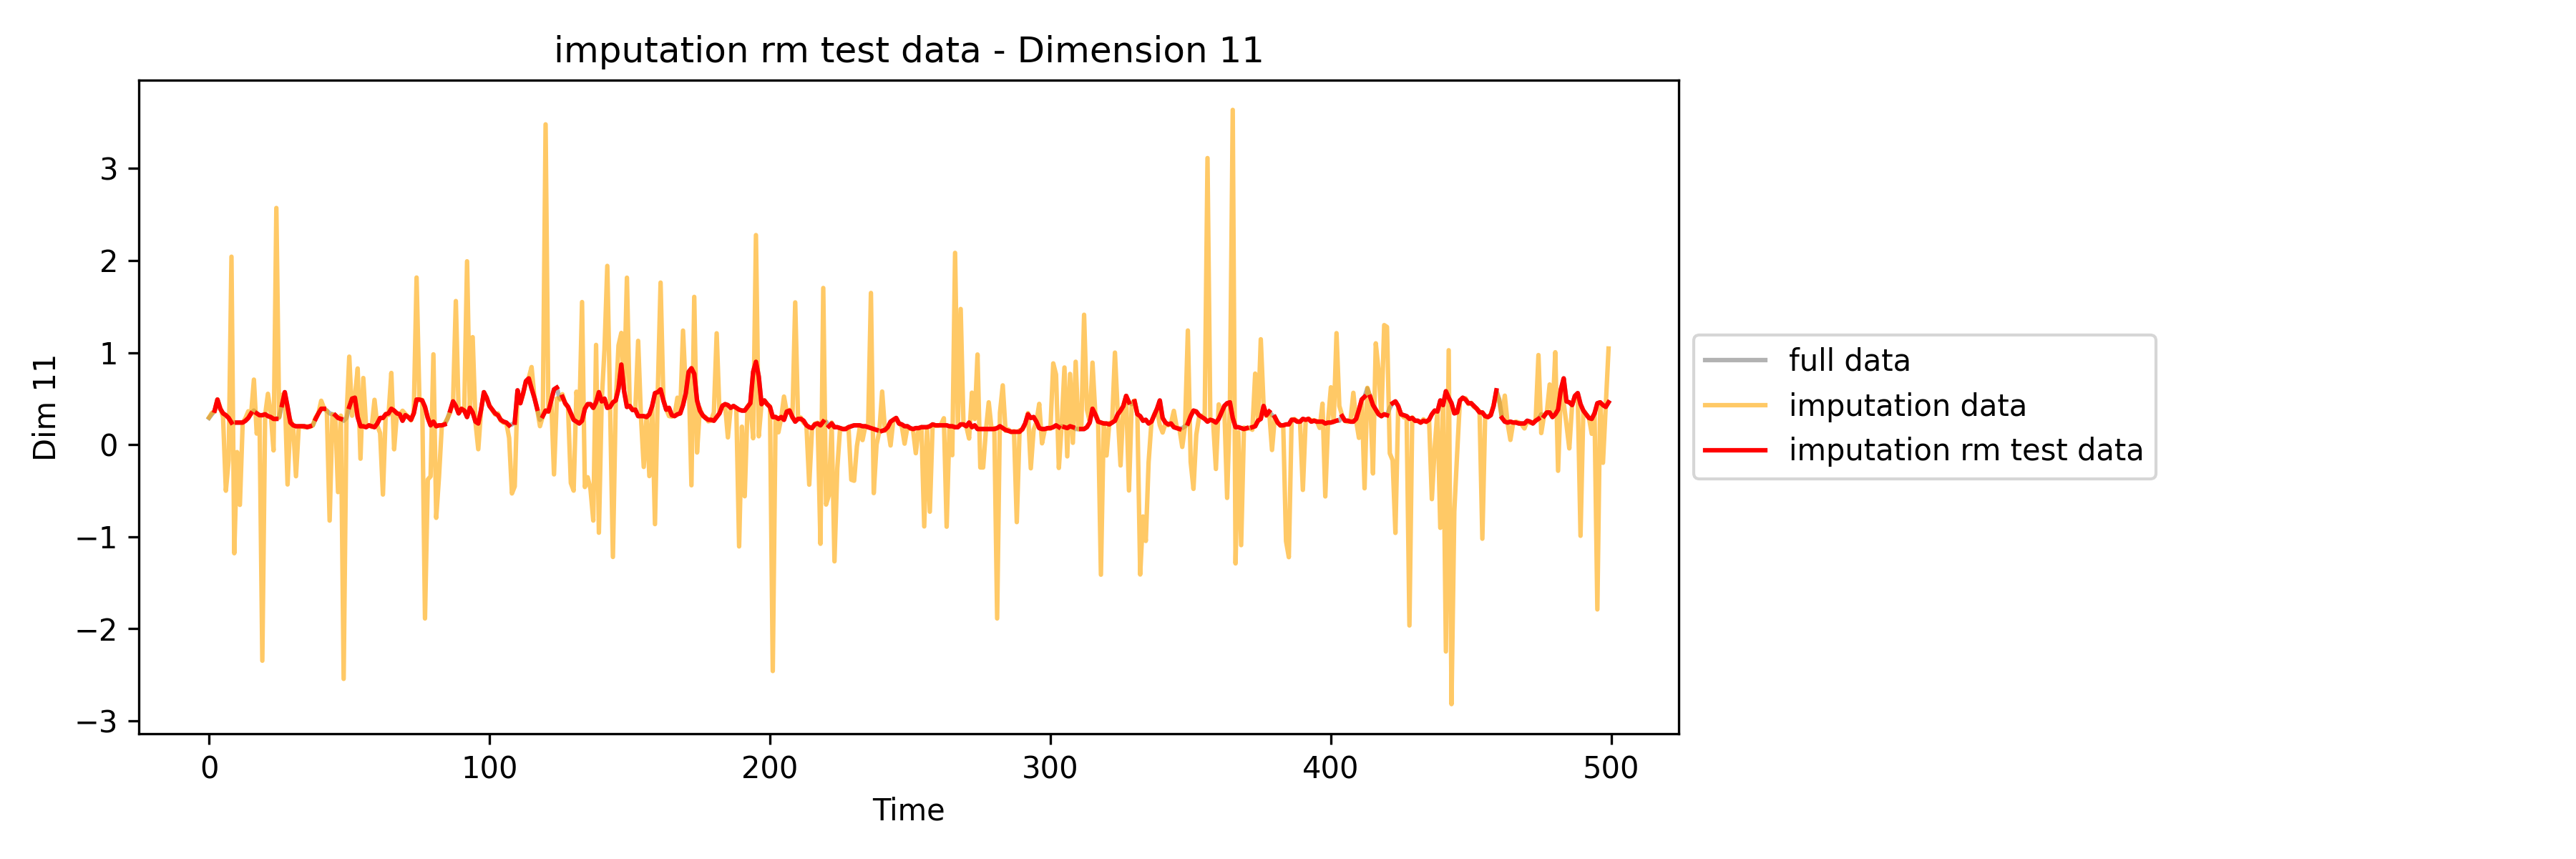 imputation rm test data - Dimension 11
3
2
1
0
−1
−2
−3
Dim 11
0 100 200 300 400 500
Time
full data
imputation data
imputation rm test data